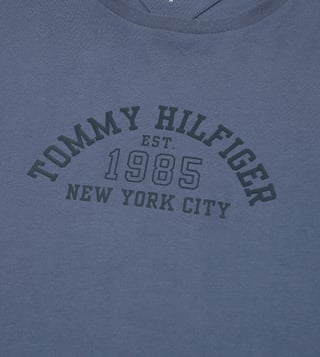 TOMMY HILFIGER
EST.
1985
NEW YORK CITY